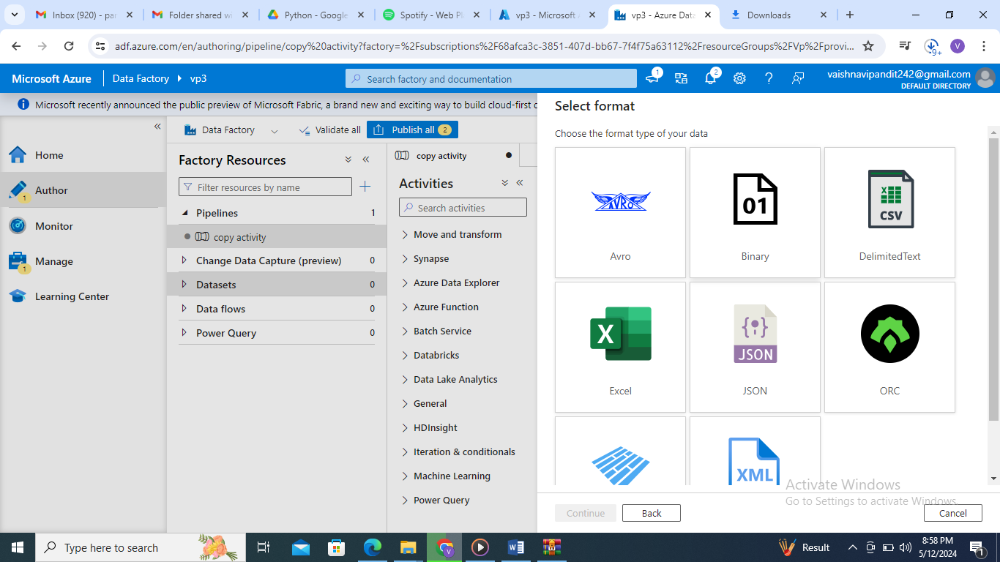 Inbox (920) - pa
Folder shared wi
Python - Google
Spotify - Web Pl
vp3 - Microsoft A
vp3 - Azure Data
Downloads
adf.azure.com/en/authoring/pipeline/copy%20activity?factory=%2Fsubscriptions%2F68afca3c-3851-407d-bb67-7f4f75a63112%2FresourceGroups%2FVp%2Fprovi...
9+
V
Microsoft Azure
Data Factory
vp3
Search factory and documentation
1
2
vaishnavipandit242@gmail.com
DEFAULT DIRECTORY
Microsoft recently announced the public preview of Microsoft Fabric, a brand new and exciting way to build cloud-first
Home
Author
1
Monitor
Manage
1
Learning Center
Data Factory
Validate all
Publish all 2
Factory Resources
Filter resources by name
Pipelines 1
copy activity
Change Data Capture (preview) 0
Datasets 0
Data flows 0
Power Query 0
copy activity
Activities
Search activities
Move and transform
Synapse
Azure Data Explorer
Azure Function
Batch Service
Databricks
Data Lake Analytics
General
HDInsight
Iteration & conditionals
Machine Learning
Power Query
Select format
Choose the format type of your data
AVRO
Avro
01
Binary
CSV
DelimitedText
X
Excel
JSON
JSON
ORC
XML
Activate Windows
Go to Settings to activate Windows.
Continue
Back
Cancel
Type here to search
V
W
Result
8:58 PM
5/12/2024
1